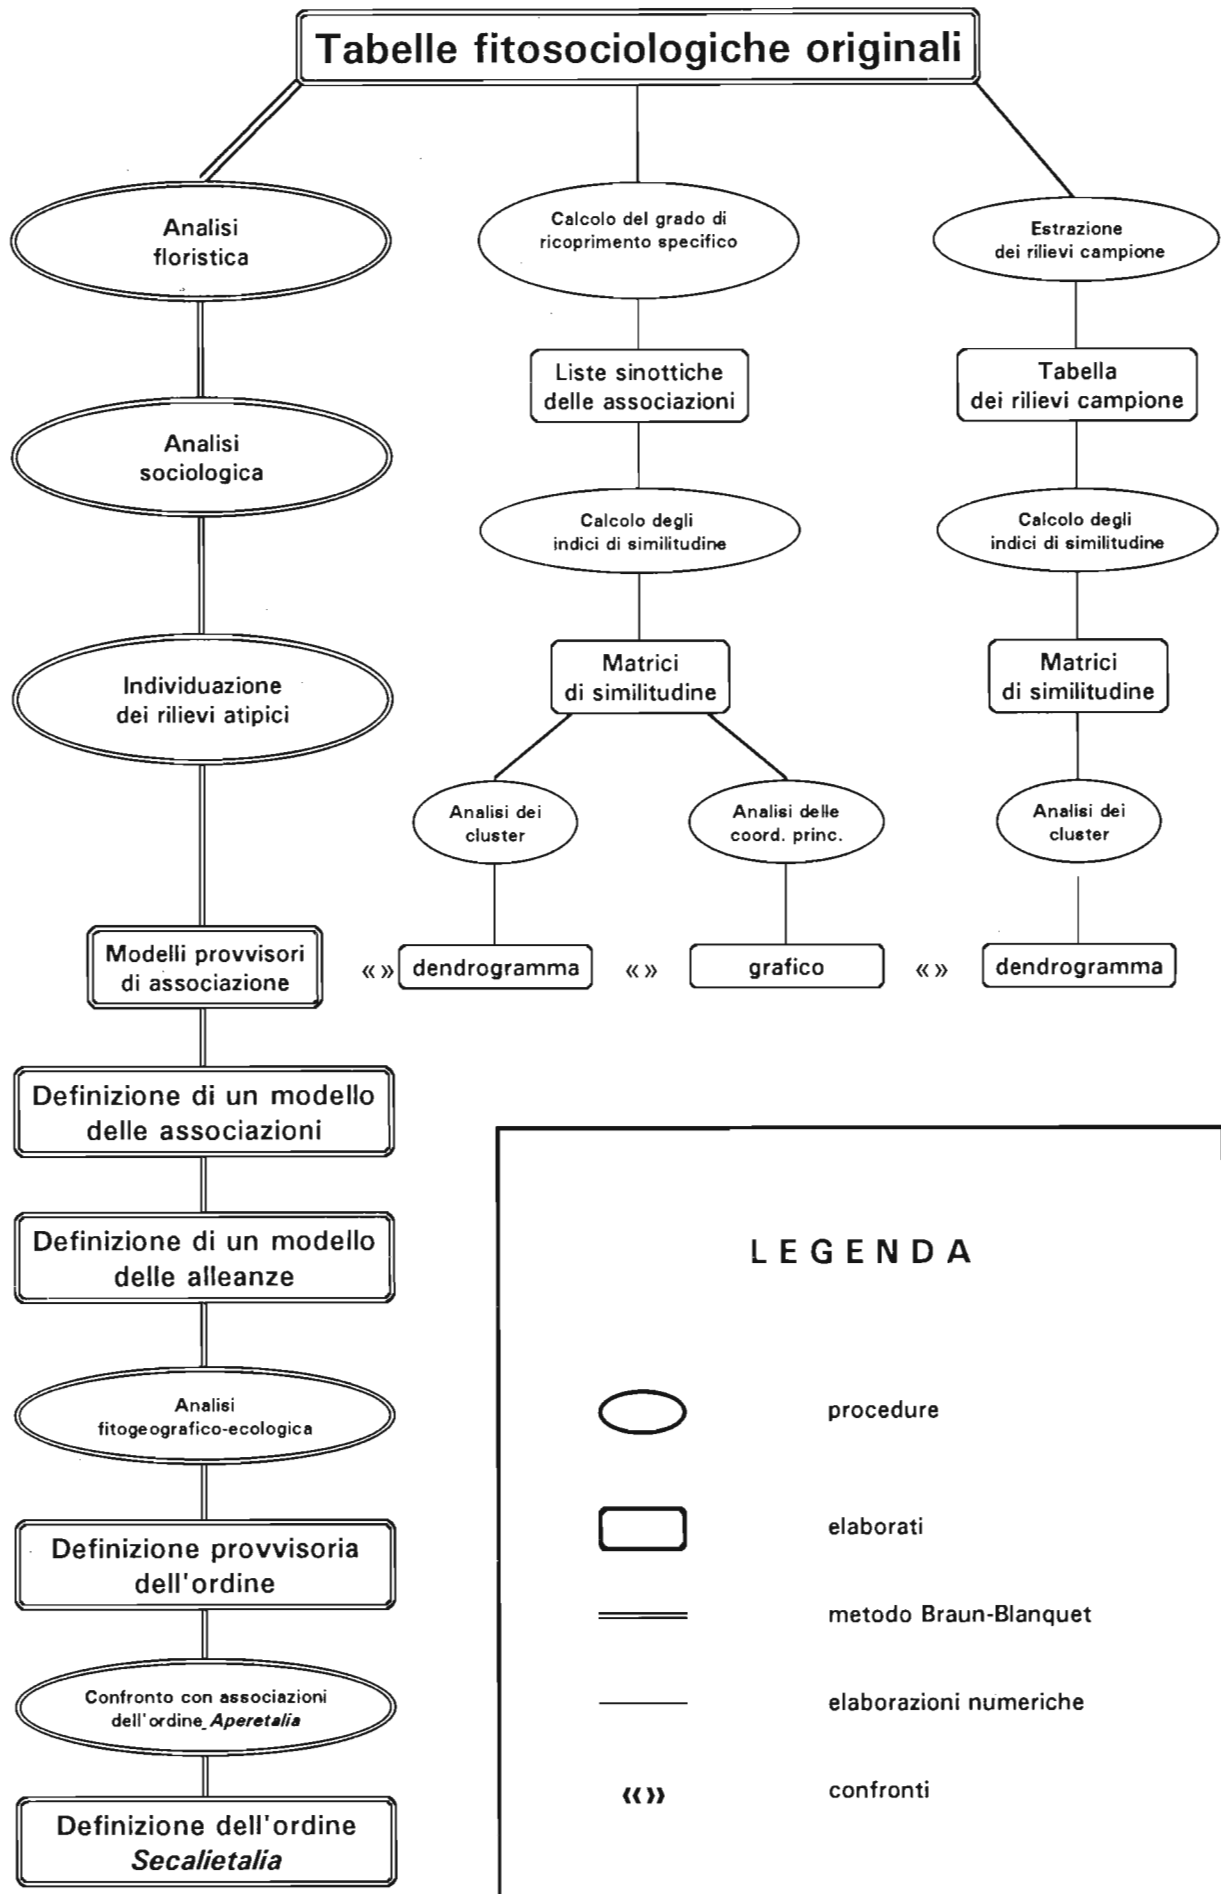 Tabelle fitosociologiche originali
Analisi
floristica
Calcolo del grado di
ricoprimento specifico
Estrazione
dei rilievi campione
Liste sinottiche
delle associazioni
Tabella
dei rilievi campione
Analisi
sociologica
Calcolo degli
indici di similitudine
Calcolo degli
indici di similitudine
Individuazione
dei rilievi atipici
Matrici
di similitudine
Matrici
di similitudine
Analisi dei
cluster
Analisi delle
coord. princ.
Analisi dei
cluster
Modelli provvisori
di associazione
« »
dendrogramma
« »
grafico
« »
dendrogramma
Definizione di un modello
delle associazioni
Definizione di un modello
delle alleanze
Analisi
fitogeografico-ecologica
Definizione provvisoria
dell'ordine
Confronto con associazioni
dell'ordine Aperetalia
Definizione dell'ordine
Secalietalia
LEGENDA
procedure
elaborati
metodo Braun-Blanquet
elaborazioni numeriche
«» confronti